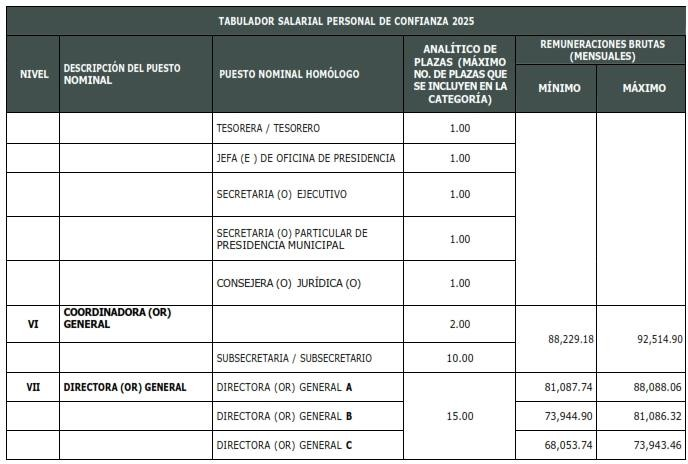 TABULADOR SALARIAL PERSONAL DE CONFIANZA 2025
NIVEL
DESCRIPCIÓN DEL PUESTO
NOMINAL
PUESTO NOMINAL HOMÓLOGO
ANALÍTICO DE
PLAZAS (MÁXIMO
NO. DE PLAZAS QUE
SE INCLUYEN EN LA
CATEGORÍA)
REMUNERACIONES BRUTAS
(MENSUALES)
MÍNIMO
MÁXIMO
TESORERA / TESORERO
1.00
JEFA (E ) DE OFICINA DE PRESIDENCIA
1.00
SECRETARIA (O) EJECUTIVO
1.00
SECRETARIA (O) PARTICULAR DE
PRESIDENCIA MUNICIPAL
1.00
CONSEJERA (O) JURÍDICA (O)
1.00
VI
COORDINADORA (OR)
GENERAL
2.00
88,229.18
92,514.90
SUBSECRETARIA / SUBSECRETARIO
10.00
VII
DIRECTORA (OR) GENERAL
DIRECTORA (OR) GENERAL A
81,087.74
88,088.06
DIRECTORA (OR) GENERAL B
15.00
73,944.90
81,086.32
DIRECTORA (OR) GENERAL C
68,053.74
73,943.46